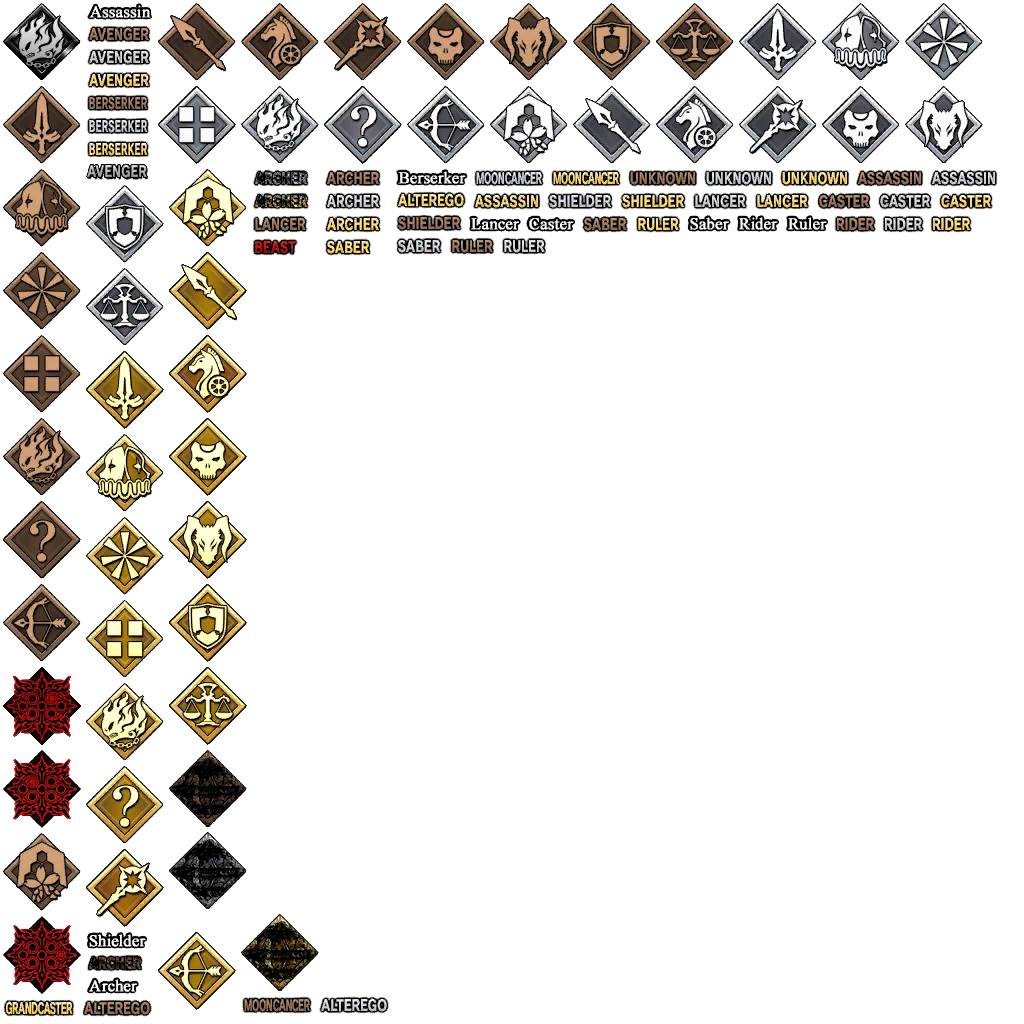 Assassin
AVENGER
AVENGER
AVENGER
BERSERKER
BERSERKER
BERSERKER
AVENGER
ARCHER ARCHER Berserker MOONCANCER MOONCANCER UNKNOWN UNKNOWN UNKNOWN ASSASSIN ASSASSIN
ARCHER ARCHER ALTEREGO ASSASSIN SHIELDER SHIELDER LANCER LANCER CASTER CASTER CASTER
LANCER ARCHER SHIELDER Lancer Caster SABER RULER Saber Rider Ruler RIDER RIDER RIDER
BEAST SABER SABER RULER RULER
?
?
?
Shielder
ARCHER
Archer
GRANDCASTER ALTEREGO MOONCANCER ALTEREGO